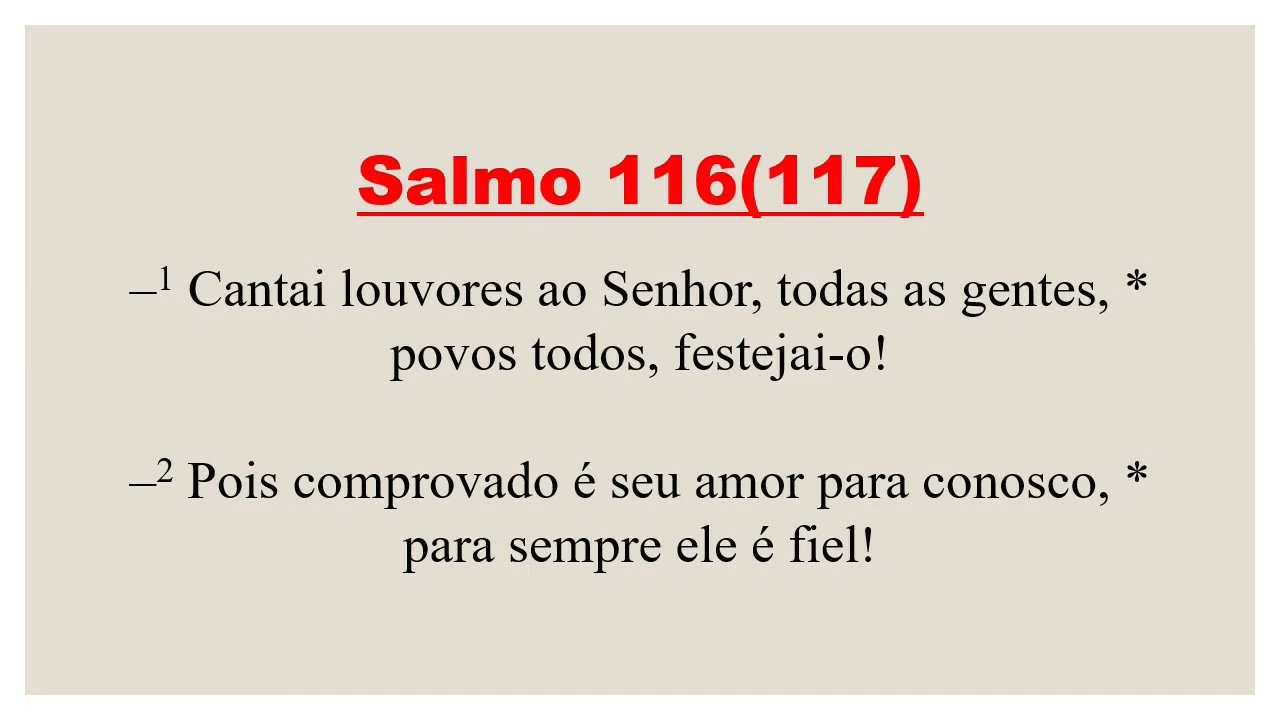 Salmo 116(117)
–¹ Cantai louvores ao Senhor, todas as gentes, *
povos todos, festejai-o!
–² Pois comprovado é seu amor para conosco, *
para sempre ele é fiel!